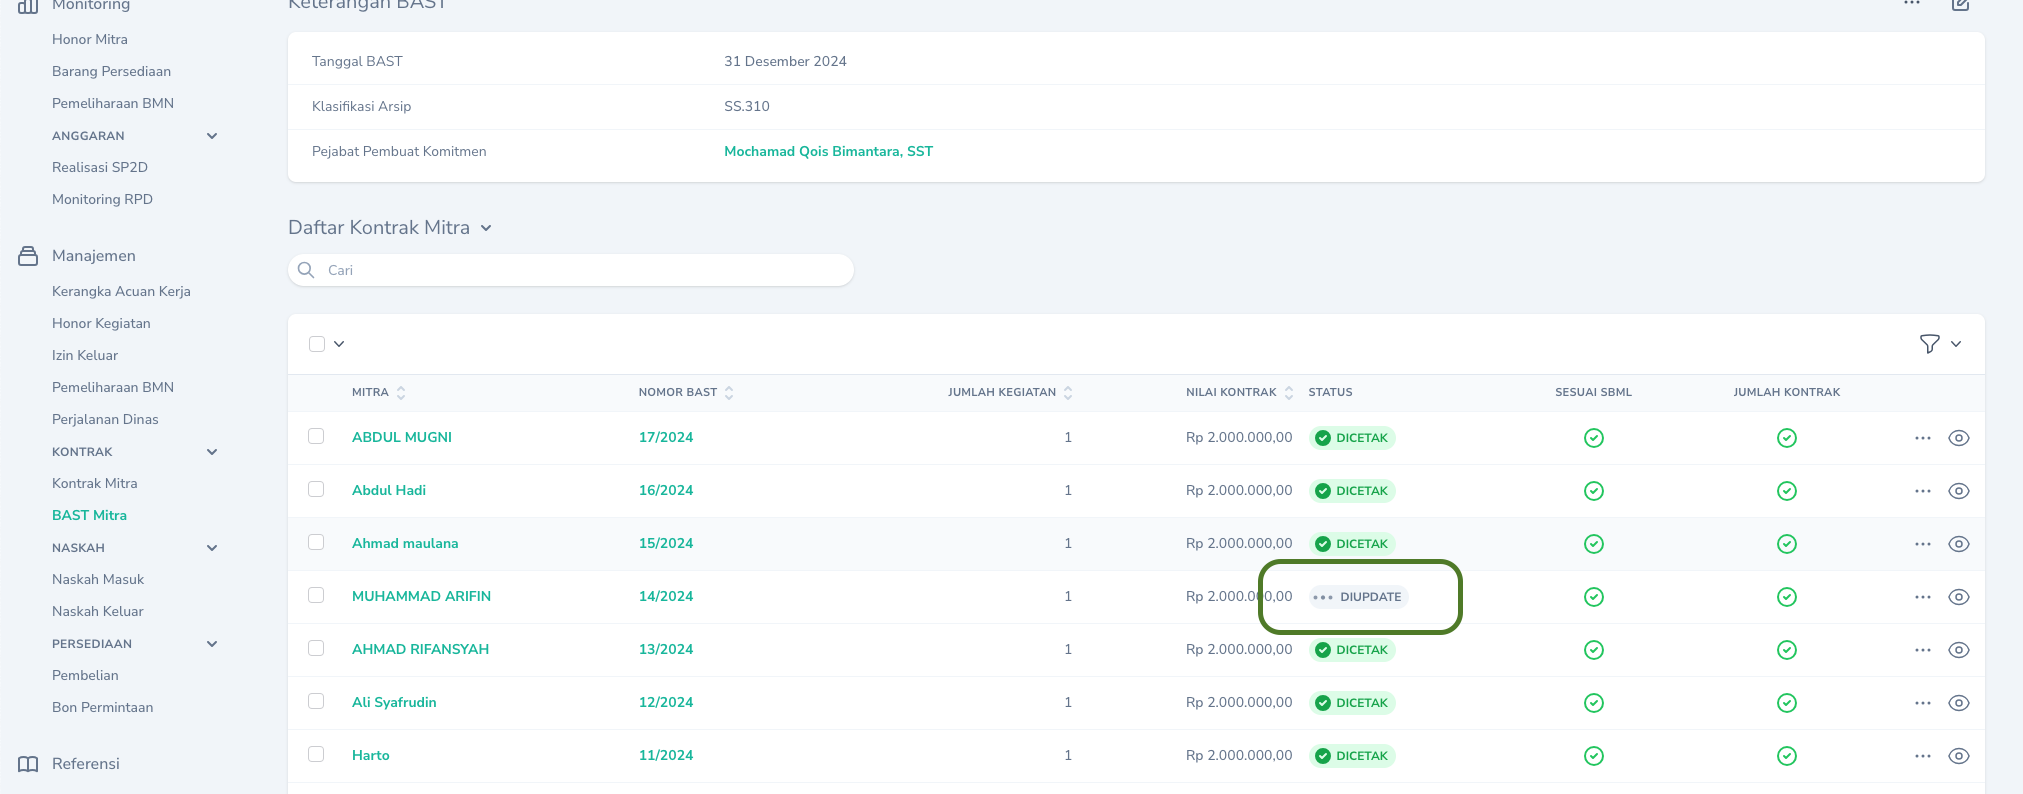 Monitoring
Honor Mitra
Barang Persediaan
Pemeliharaan BMN
ANGGARAN
Realisasi SP2D
Monitoring RPD
Manajemen
Kerangka Acuan Kerja
Honor Kegiatan
Izin Keluar
Pemeliharaan BMN
Perjalanan Dinas
KONTRAK
Kontrak Mitra
BAST Mitra
NASKAH
Naskah Masuk
Naskah Keluar
PERSEDIAAN
Pembelian
Bon Permintaan
Referensi
Keterangan BAST
Tanggal BAST 31 Desember 2024
Klasifikasi Arsip SS.310
Pejabat Pembuat Komitmen Mochamad Qois Bimantara, SST
Daftar Kontrak Mitra
Cari
MITRA NOMOR BAST JUMLAH KEGIATAN NILAI KONTRAK STATUS SESUAI SBML JUMLAH KONTRAK
ABDUL MUGNI 17/2024 1 Rp 2.000.000,00 DICETAK
Abdul Hadi 16/2024 1 Rp 2.000.000,00 DICETAK
Ahmad maulana 15/2024 1 Rp 2.000.000,00 DICETAK
MUHAMMAD ARIFIN 14/2024 1 Rp 2.000.000,00 DIUPDATE
AHMAD RIFANSYAH 13/2024 1 Rp 2.000.000,00 DICETAK
Ali Syafrudin 12/2024 1 Rp 2.000.000,00 DICETAK
Harto 11/2024 1 Rp 2.000.000,00 DICETAK